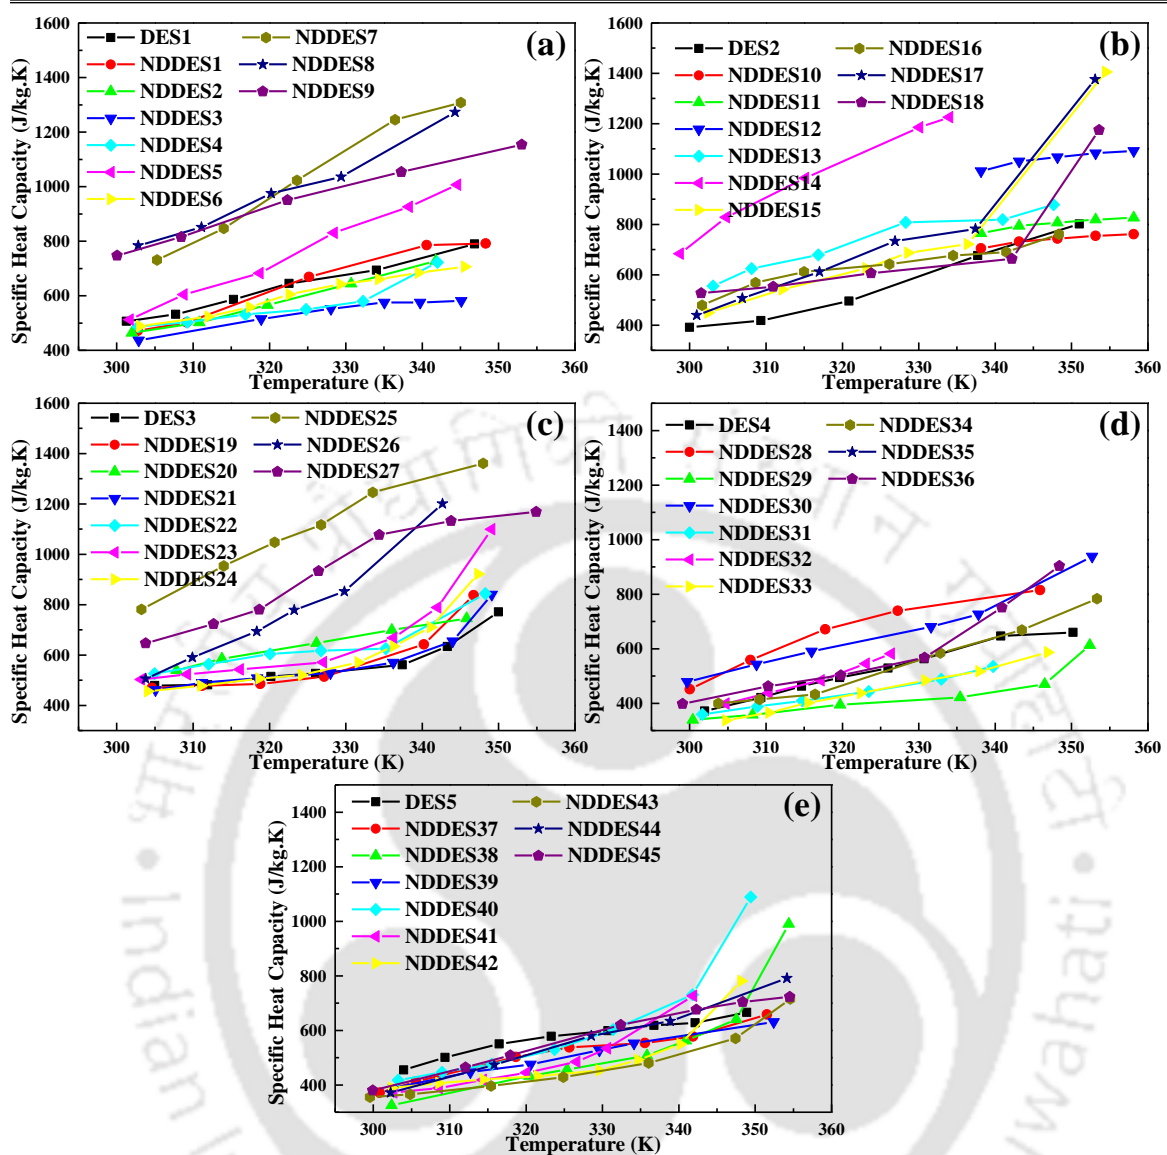 1600
1400
1200
1000
800
600
400
300 310 320 330 340 350 360
Temperature (K)
Specific Heat Capacity (J/kg.K)
(a)
DES1
NDDES1
NDDES2
NDDES3
NDDES4
NDDES5
NDDES6
NDDES7
NDDES8
NDDES9
1600
1400
1200
1000
800
600
400
300 310 320 330 340 350 360
Temperature (K)
Specific Heat Capacity (J/kg.K)
(b)
DES2
NDDES10
NDDES11
NDDES12
NDDES13
NDDES14
NDDES15
NDDES16
NDDES17
NDDES18
1600
1400
1200
1000
800
600
400
300 310 320 330 340 350 360
Temperature (K)
Specific Heat Capacity (J/kg.K)
(c)
DES3
NDDES19
NDDES20
NDDES21
NDDES22
NDDES23
NDDES24
NDDES25
NDDES26
NDDES27
1400
1200
1000
800
600
400
300 310 320 330 340 350 360
Temperature (K)
Specific Heat Capacity (J/kg.K)
(d)
DES4
NDDES28
NDDES29
NDDES30
NDDES31
NDDES32
NDDES33
NDDES34
NDDES35
NDDES36
1400
1200
1000
800
600
400
300 310 320 330 340 350 360
Temperature (K)
Specific Heat Capacity (J/kg.K)
(e)
DES5
NDDES37
NDDES38
NDDES39
NDDES40
NDDES41
NDDES42
NDDES43
NDDES44
NDDES45
Indian I
uwahati